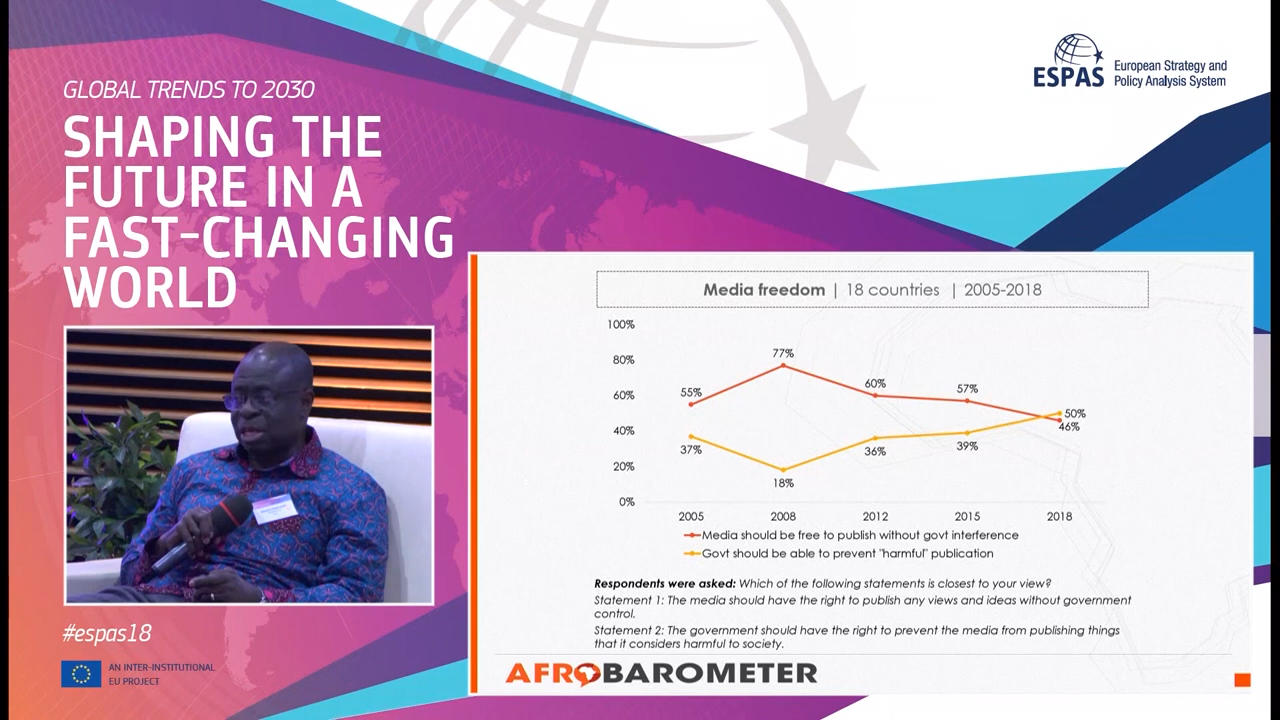 GLOBAL TRENDS TO 2030
SHAPING THE
FUTURE IN A
FAST-CHANGING
WORLD
ESPAS
European Strategy and
Policy Analysis System
Media freedom | 18 countries | 2005-2018
100%
80%
60%
40%
20%
0%
55%
77%
60%
57%
46%
37%
18%
36%
39%
50%
2005 2008 2012 2015 2018
Media should be free to publish without govt interference
Govt should be able to prevent "harmful" publication
Respondents were asked: Which of the following statements is closest to your view?
Statement 1: The media should have the right to publish any views and ideas without government
control.
Statement 2: The government should have the right to prevent the media from publishing things
that it considers harmful to society.
AFROBAROMETER
#espas18
AN INTER-INSTITUTIONAL
EU PROJECT